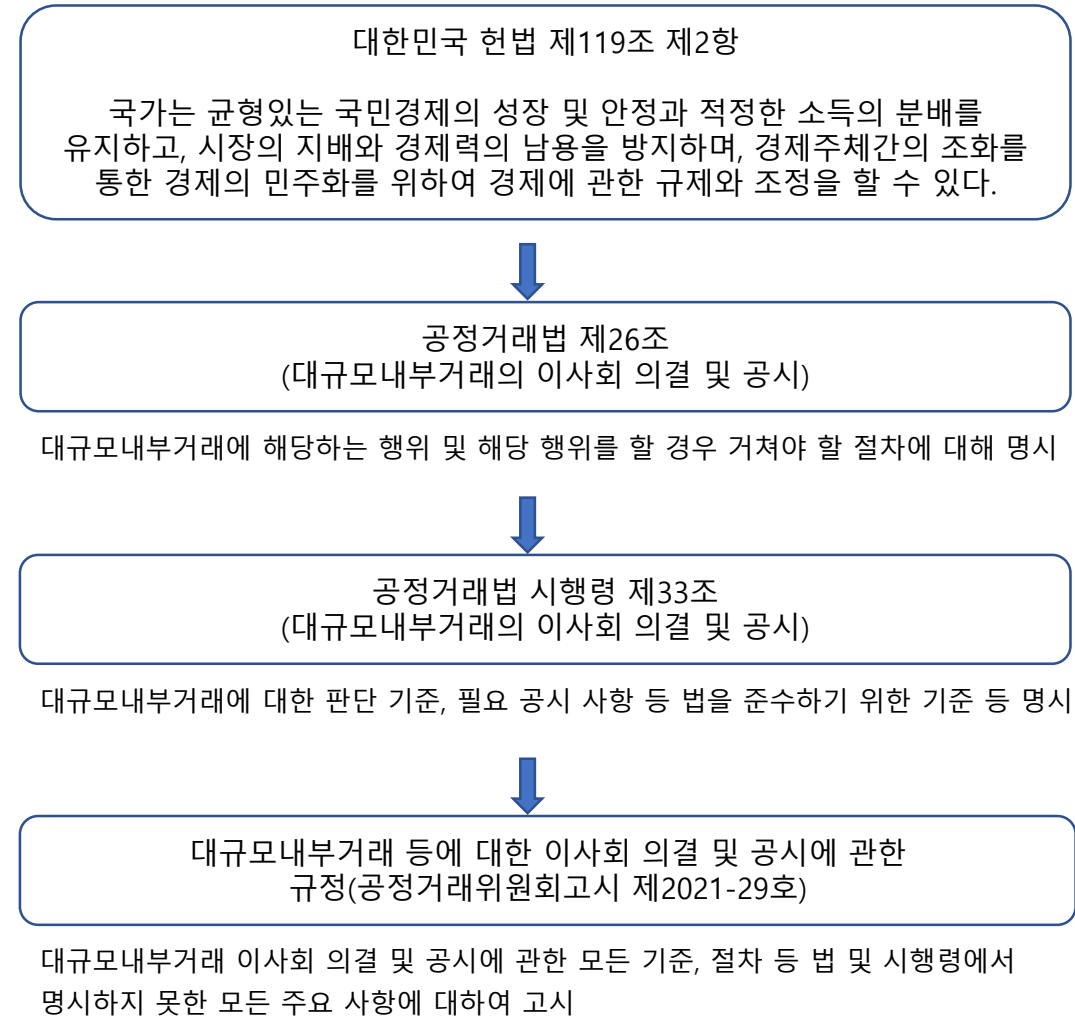 대한민국 헌법 제119조 제2항
국가는 균형있는 국민경제의 성장 및 안정과 적정한 소득의 분배를
유지하고, 시장의 지배와 경제력의 남용을 방지하며, 경제주체간의 조화를
통한 경제의 민주화를 위하여 경제에 관한 규제와 조정을 할 수 있다.
공정거래법 제26조
(대규모내부거래의 이사회 의결 및 공시)
대규모내부거래에 해당하는 행위 및 해당 행위를 할 경우 거쳐야 할 절차에 대해 명시
공정거래법 시행령 제33조
(대규모내부거래의 이사회 의결 및 공시)
대규모내부거래에 대한 판단 기준, 필요 공시 사항 등 법을 준수하기 위한 기준 등 명시
대규모내부거래 등에 대한 이사회 의결 및 공시에 관한
규정(공정거래위원회고시 제2021-29호)
대규모내부거래 이사회 의결 및 공시에 관한 모든 기준, 절차 등 법 및 시행령에서
명시하지 못한 모든 주요 사항에 대하여 고시